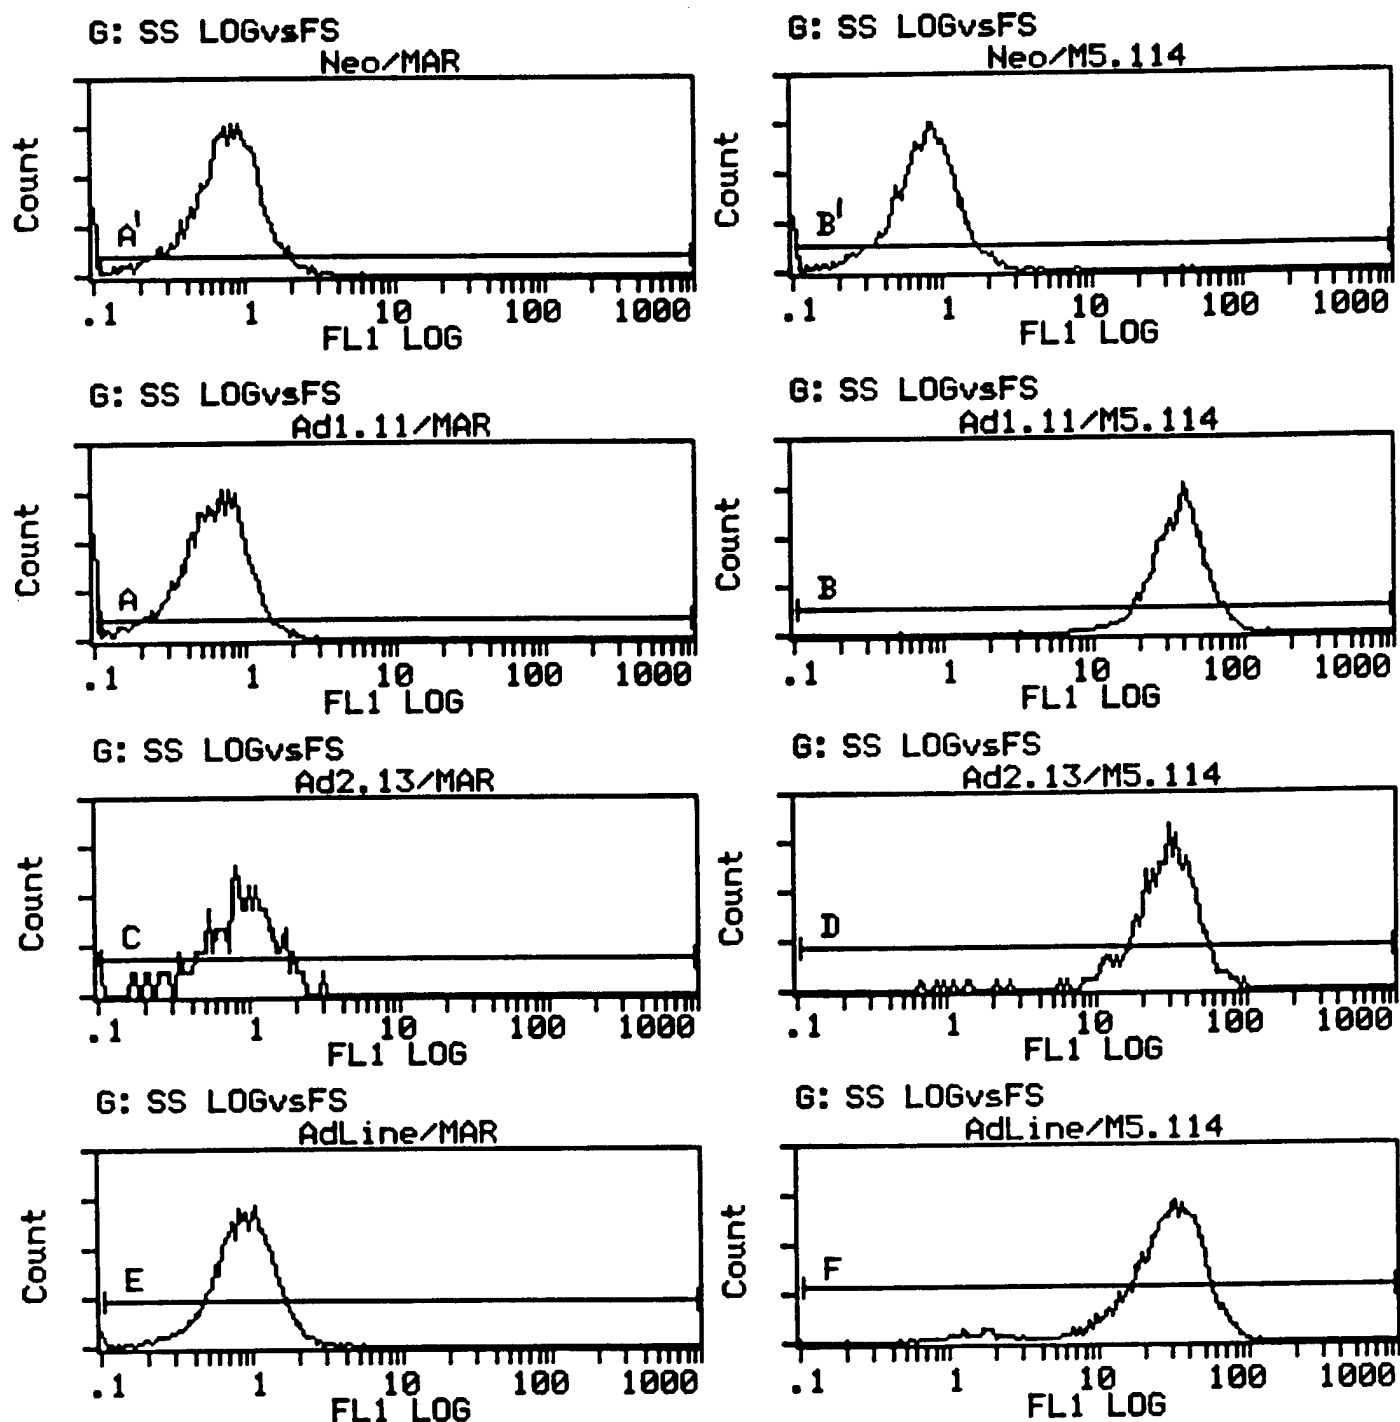 G: SS LOGvsFS
Neo/MAR
Count
A'
.1 1 10 100 1000
FL1 LOG
G: SS LOGvsFS
Neo/M5.114
Count
B'
.1 1 10 100 1000
FL1 LOG
G: SS LOGvsFS
Ad1.11/MAR
Count
A
.1 1 10 100 1000
FL1 LOG
G: SS LOGvsFS
Ad1.11/M5.114
Count
B
.1 1 10 100 1000
FL1 LOG
G: SS LOGvsFS
Ad2.13/MAR
Count
C
.1 1 10 100 1000
FL1 LOG
G: SS LOGvsFS
Ad2.13/M5.114
Count
D
.1 1 10 100 1000
FL1 LOG
G: SS LOGvsFS
AdLine/MAR
Count
E
.1 1 10 100 1000
FL1 LOG
G: SS LOGvsFS
AdLine/M5.114
Count
F
.1 1 10 100 1000
FL1 LOG